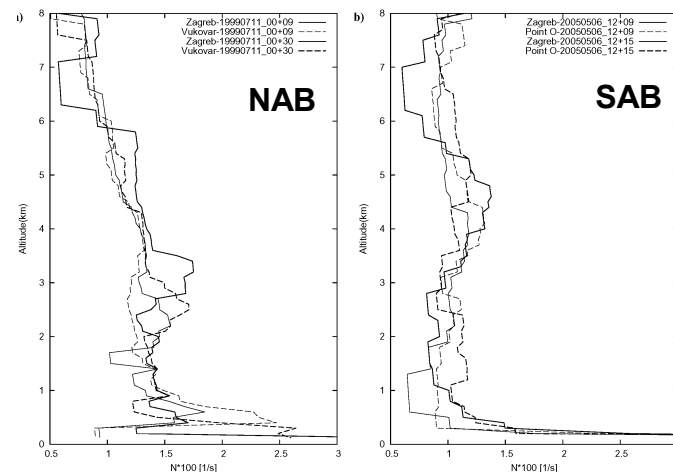 a)
Zagreb-19990711_00+09
Vukovar-19990711_00+09
Zagreb-19990711_00+30
Vukovar-19990711_00+30
NAB
Altitude(km)
8
7
6
5
4
3
2
1
0
0.5
1
1.5
2
2.5
3
N*100 [1/s]
b)
Zagreb-20050506_12+09
Point O-20050506_12+09
Zagreb-20050506_12+15
Point O-20050506_12+15
SAB
Altitude(km)
8
7
6
5
4
3
2
1
0
0.5
1
1.5
2
2.5
3
N*100 [1/s]